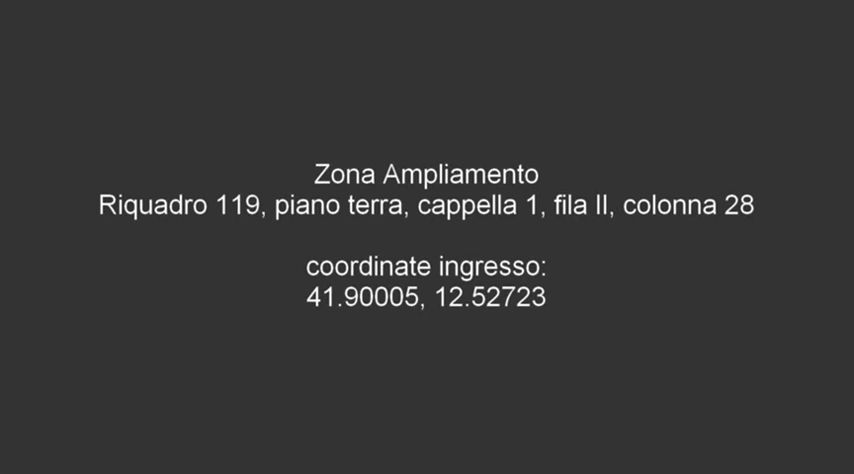 Zona Ampliamento
Riquadro 119, piano terra, cappella 1, fila II, colonna 28
coordinate ingresso:
41.90005, 12.52723